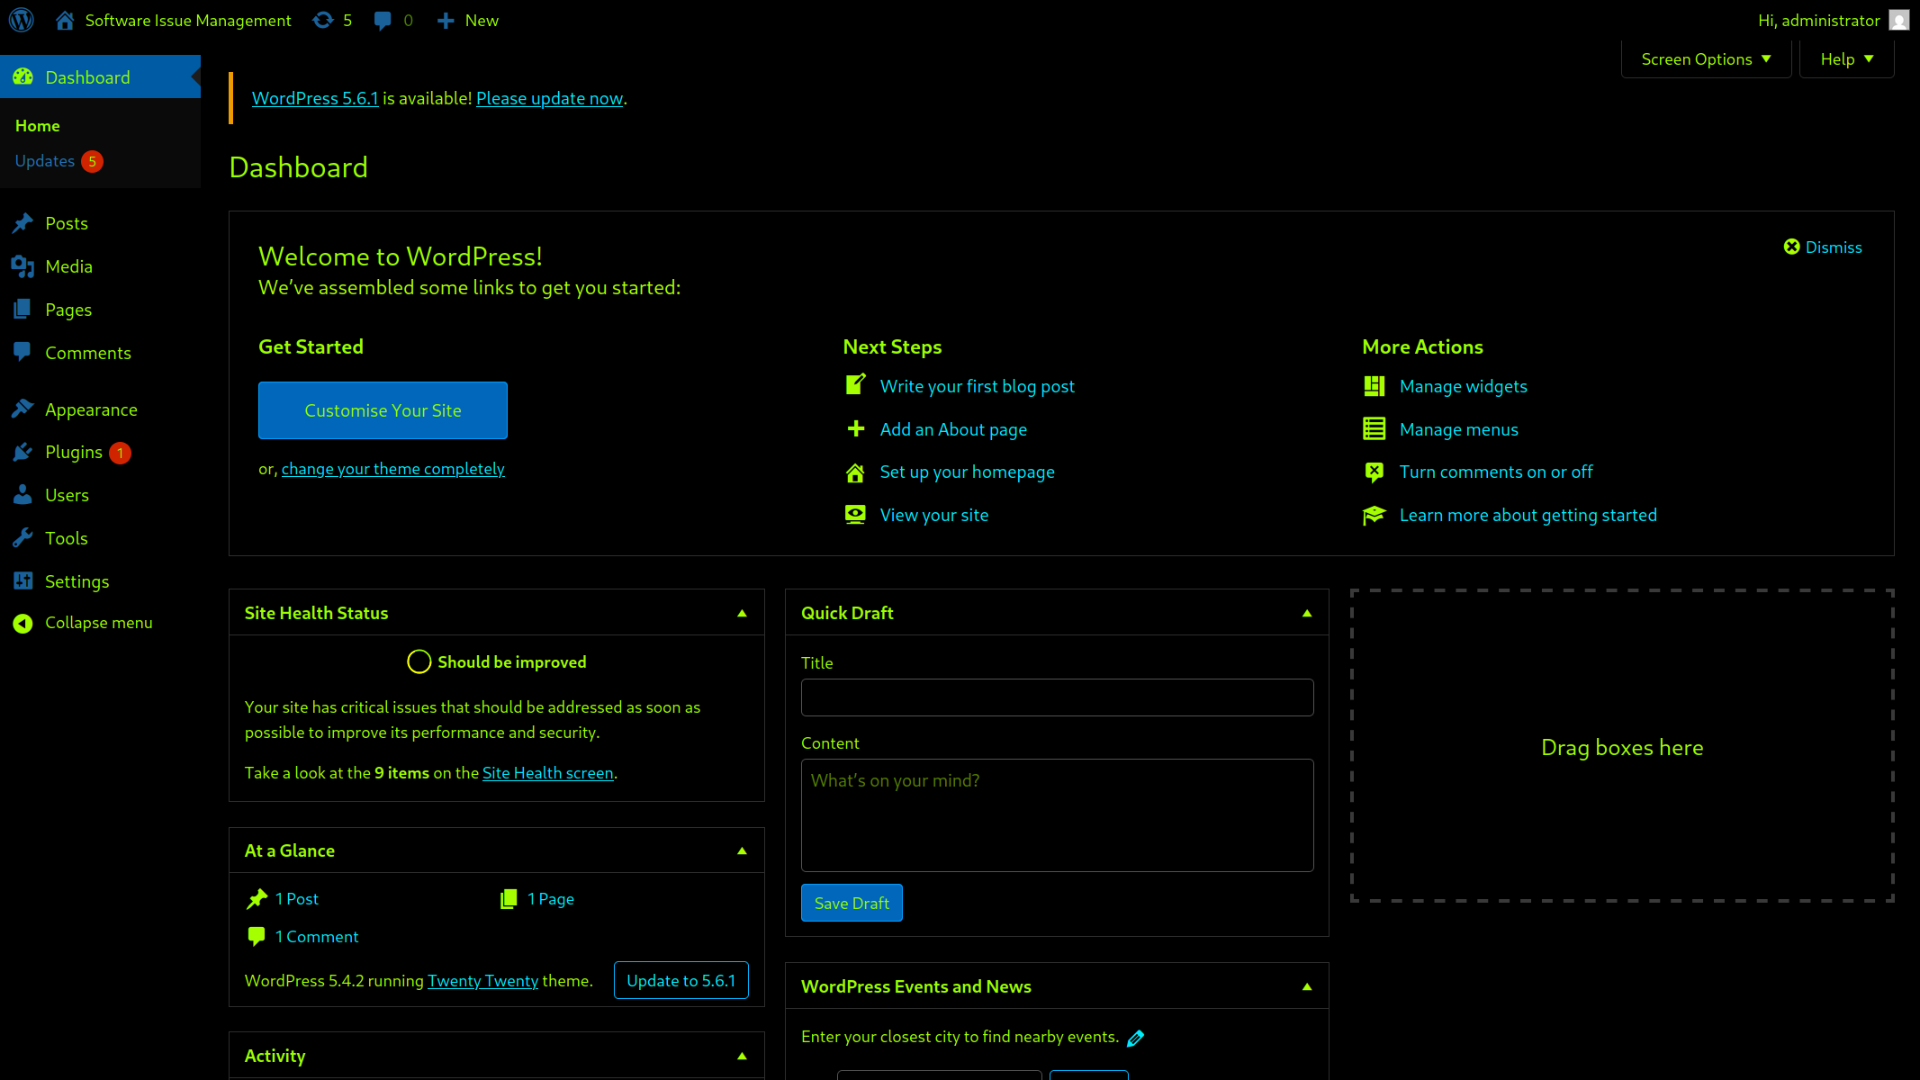 Software Issue Management 5 0 New Hi, administrator
Screen Options Help
Dashboard
Home
Updates 5
Posts
Media
Pages
Comments
Appearance
Plugins 1
Users
Tools
Settings
Collapse menu
WordPress 5.6.1 is available! Please update now.
Dashboard
Welcome to WordPress!
Dismiss
We’ve assembled some links to get you started:
Get Started
Customise Your Site
or, change your theme completely
Next Steps
Write your first blog post
Add an About page
Set up your homepage
View your site
More Actions
Manage widgets
Manage menus
Turn comments on or off
Learn more about getting started
Site Health Status
Should be improved
Your site has critical issues that should be addressed as soon as
possible to improve its performance and security.
Take a look at the 9 items on the Site Health screen.
At a Glance
1 Post 1 Page
1 Comment
WordPress 5.4.2 running Twenty Twenty theme. Update to 5.6.1
Activity
Quick Draft
Title
Content
What’s on your mind?
Save Draft
WordPress Events and News
Enter your closest city to find nearby events.
Drag boxes here